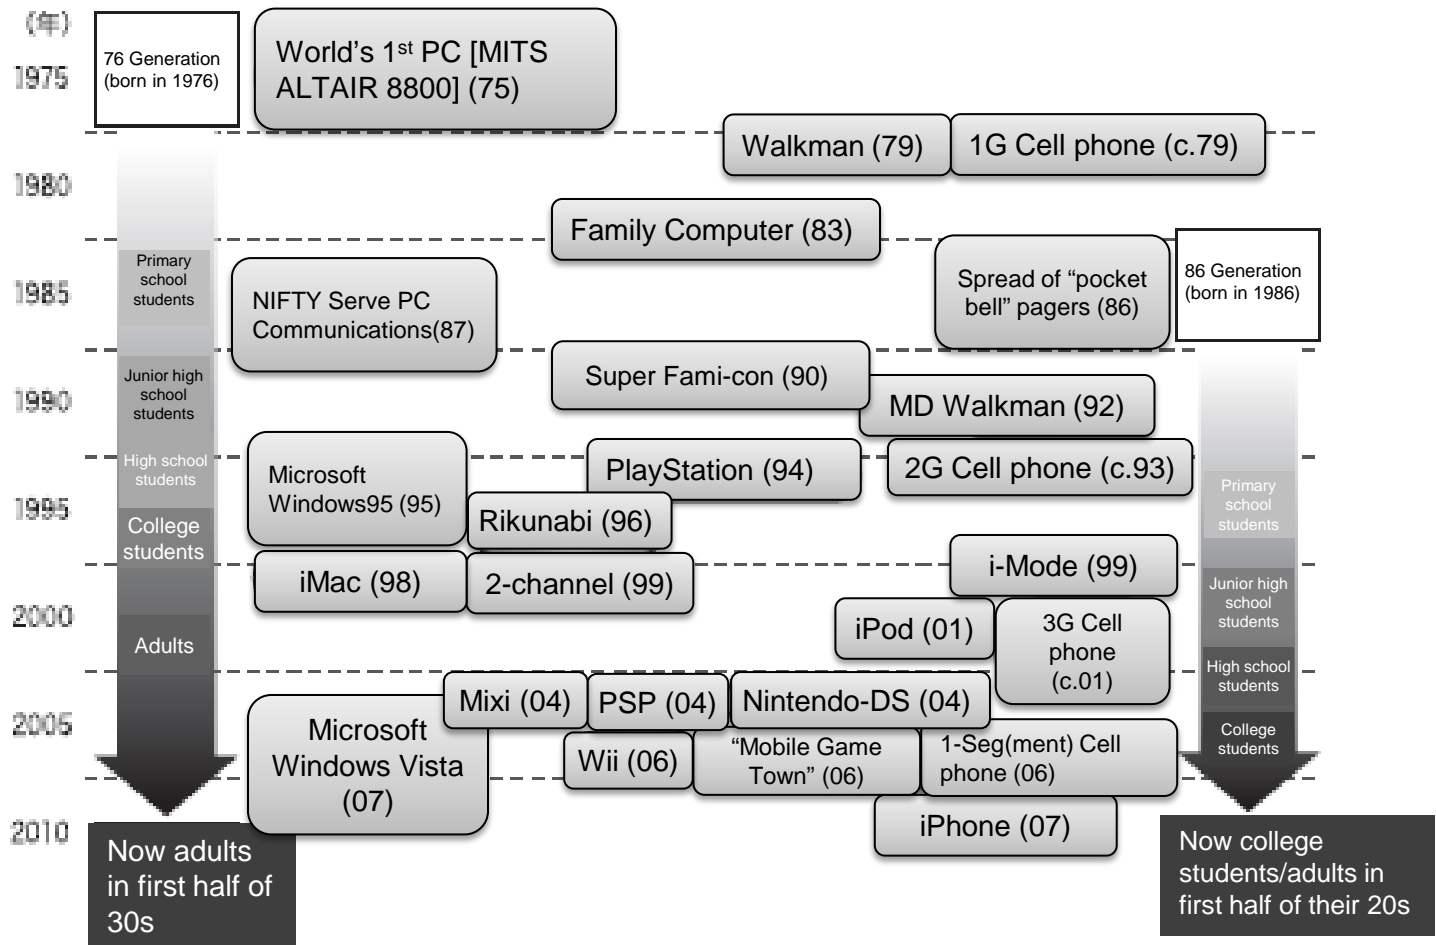 (年)
76 Generation
(born in 1976)
World's 1st PC [MITS
ALTAIR 8800] (75)
1975
Walkman (79)
1G Cell phone (c.79)
1980
Family Computer (83)
Primary
school
students
NIFTY Serve PC
Communications(87)
Spread of “pocket
bell” pagers (86)
86 Generation
(born in 1986)
1985
Super Fami-con (90)
Junior high
school
students
MD Walkman (92)
1990
High school
students
Microsoft
Windows95 (95)
PlayStation (94)
2G Cell phone (c.93)
Primary
school
students
1995
Rikunabi (96)
College
students
iMac (98)
2-channel (99)
i-Mode (99)
Junior high
school
students
2000
iPod (01)
3G Cell
phone
(c.01)
Adults
High school
students
Mixi (04)
PSP (04)
Nintendo-DS (04)
2005
Microsoft
Windows Vista
(07)
Wii (06)
“Mobile Game
Town” (06)
1-Seg(ment) Cell
phone (06)
College
students
iPhone (07)
2010
Now adults
in first half of
30s
Now college
students/adults in
first half of their 20s